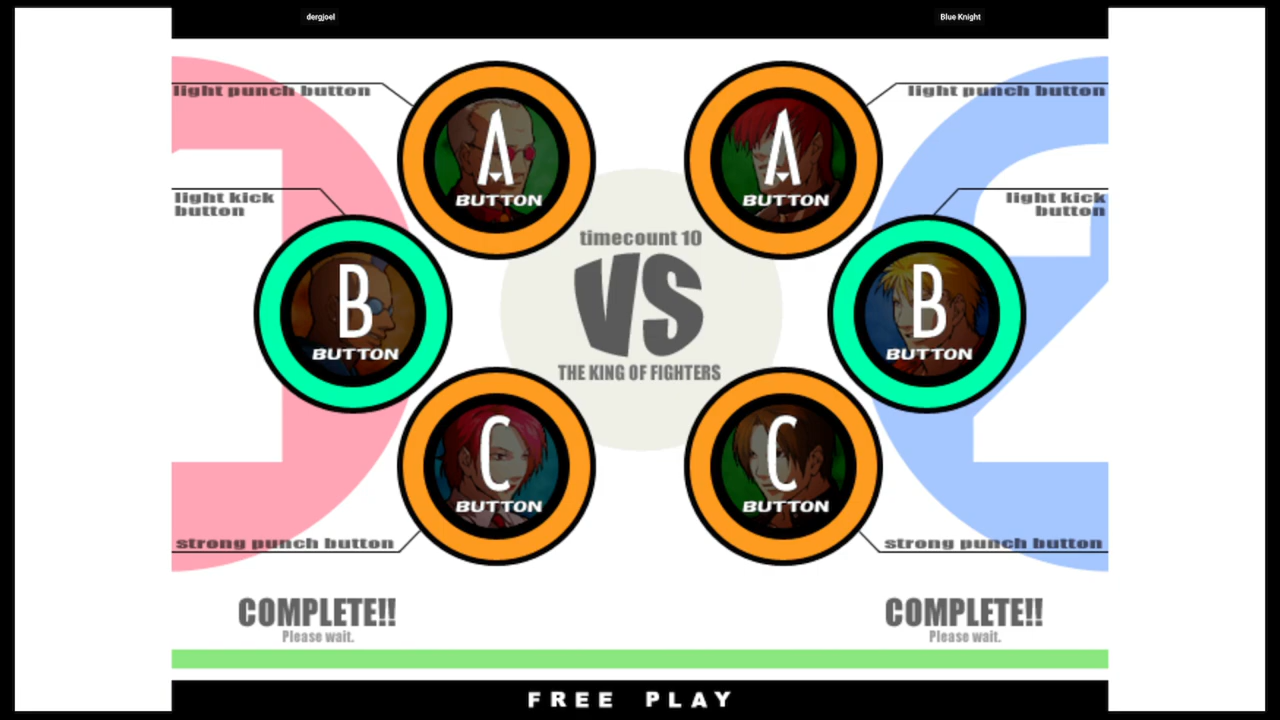 dergjoel
Blue Knight
light punch button
light punch button
A
BUTTON
A
BUTTON
light kick
button
light kick
button
timecount 10
VS
THE KING OF FIGHTERS
B
BUTTON
B
BUTTON
C
BUTTON
C
BUTTON
strong punch button
strong punch button
COMPLETE!!
Please wait.
COMPLETE!!
Please wait.
FREE PLAY